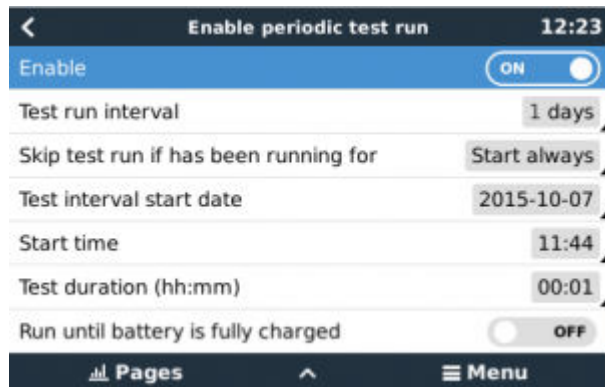 Enable periodic test run 12:23
Enable ON
Test run interval 1 days
Skip test run if has been running for Start always
Test interval start date 2015-10-07
Start time 11:44
Test duration (hh:mm) 00:01
Run until battery is fully charged OFF
Pages Menu